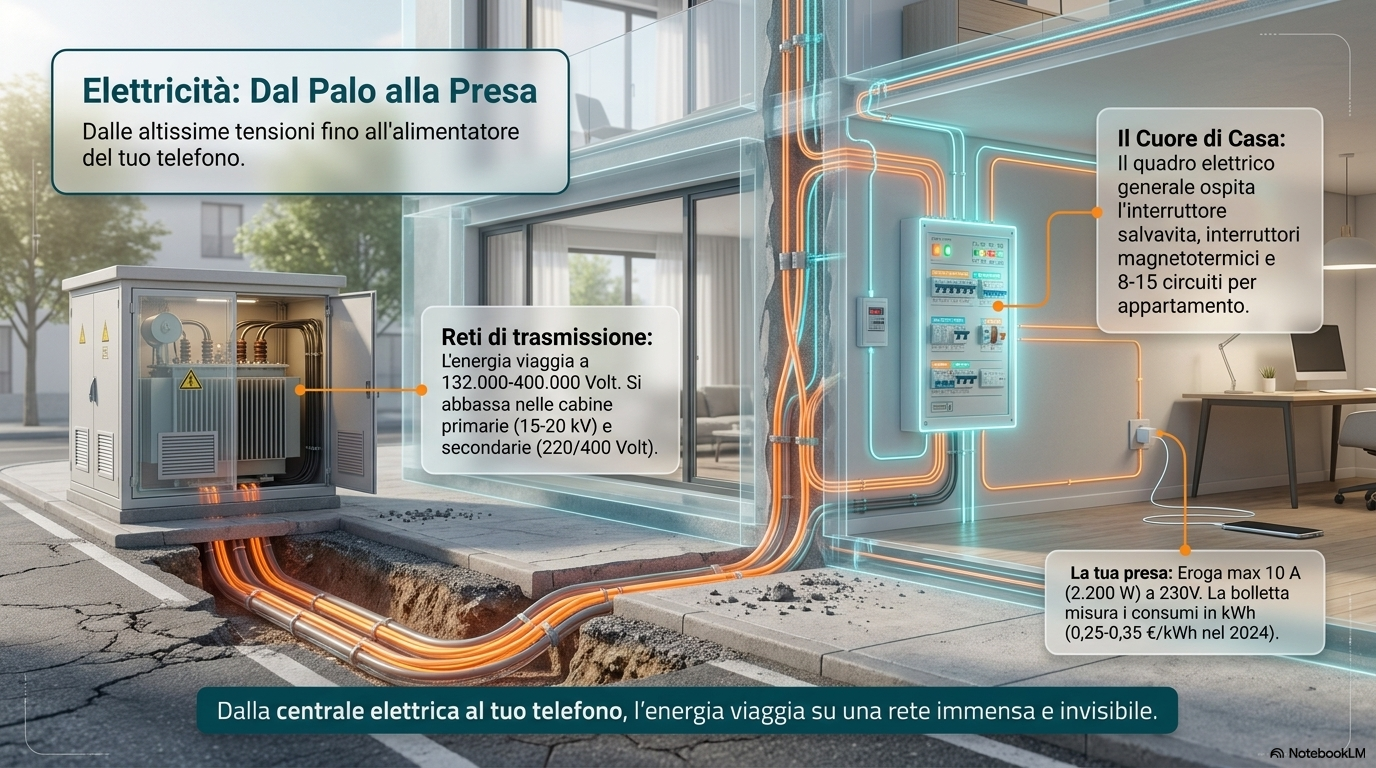 Elettricità: Dal Palo alla Presa
Dalle altissime tensioni fino all'alimentatore
del tuo telefono.
Reti di trasmissione:
L'energia viaggia a
132.000-400.000 Volt. Si
abbassa nelle cabine
primarie (15-20 kV) e
secondarie (220/400 Volt).
Il Cuore di Casa:
Il quadro elettrico
generale ospita
l'interruttore
salvavita, interruttori
magnetotermici e
8-15 circuiti per
appartamento.
La tua presa: Eroga max 10 A
(2.200 W) a 230V. La bolletta
misura i consumi in kWh
(0,25-0,35 €/kWh nel 2024).
Dalla centrale elettrica al tuo telefono, l'energia viaggia su una rete immensa e invisibile.
NotebookLM